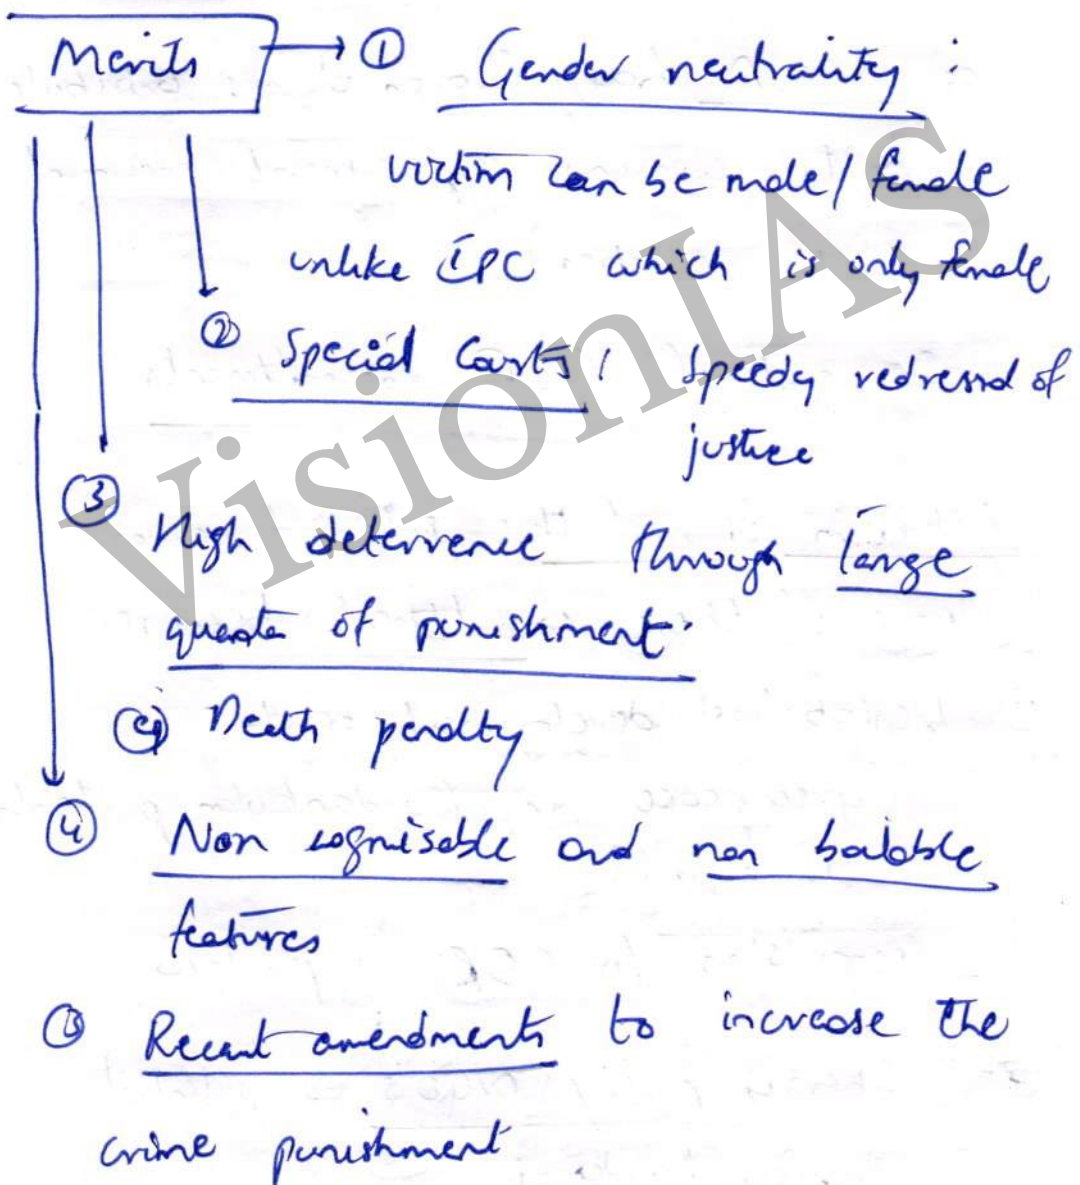 Merits → ① Gender neutrality :
victim can be male / female
unlike IPC which is only female
② Special Courts : Speedy redressal of
justice
③
High deterrence through large
of punishment.
eg Death penalty
④ Non cognisable and non bailable
features
Recent amendments to increase the
crime punishment
VisionIAS